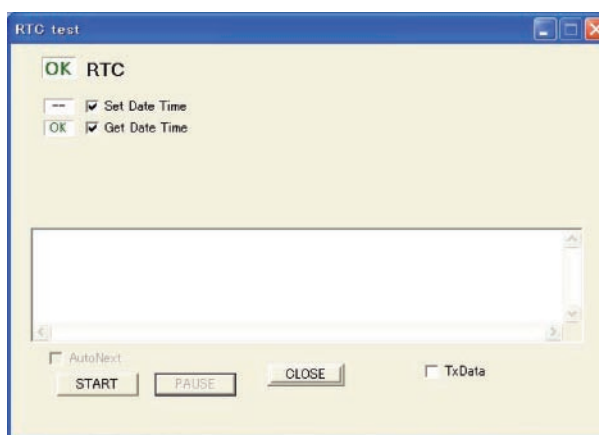 RTC test
OK RTC
-- Set Date Time
OK Get Date Time
AutoNext
START PAUSE CLOSE TxData